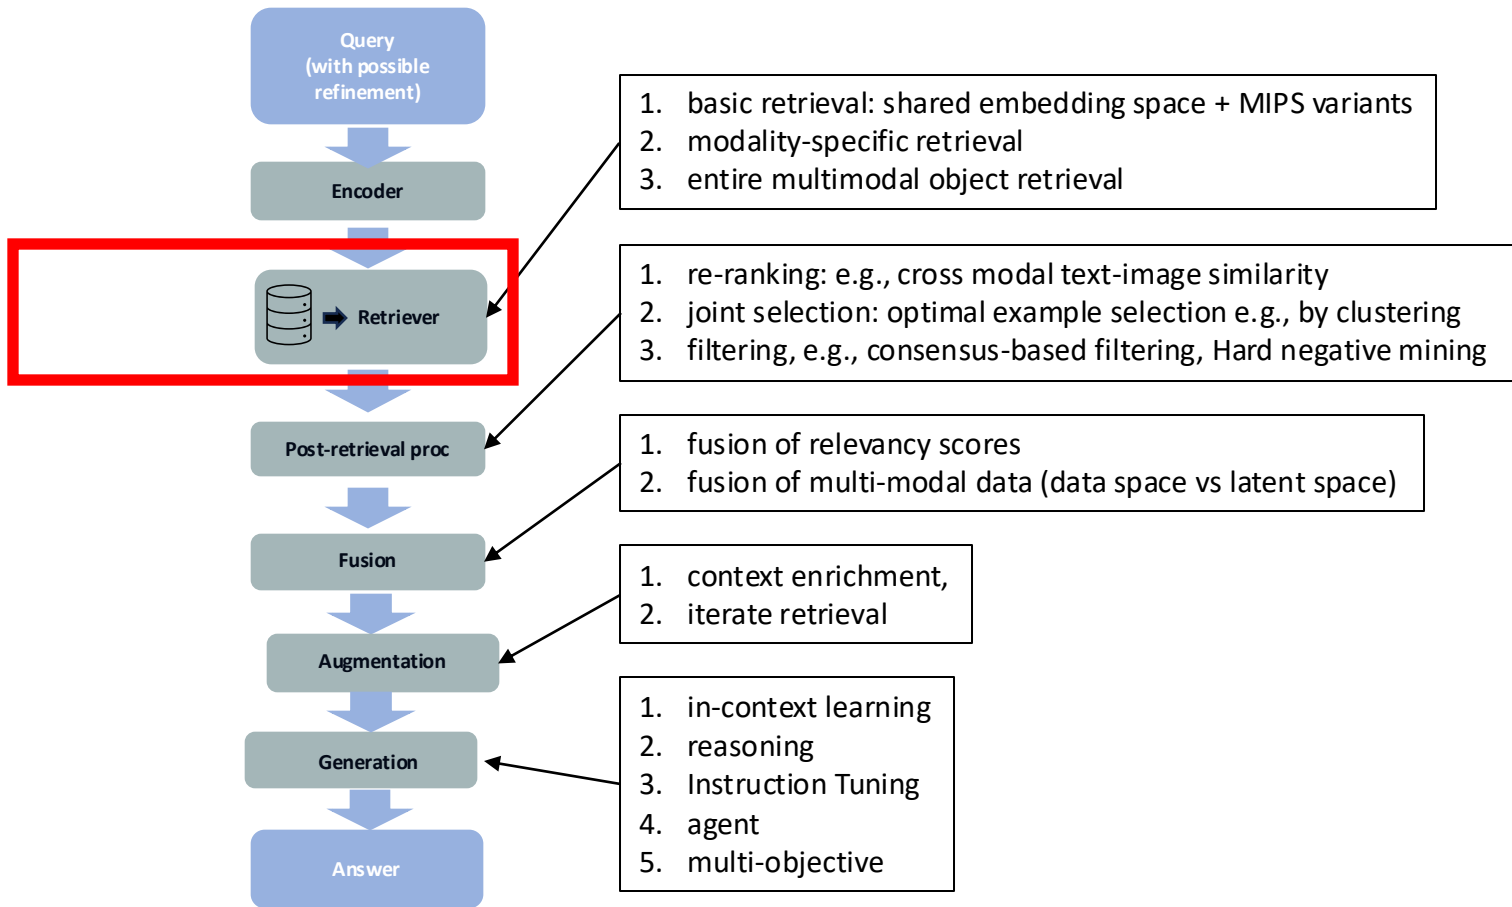 Query
(with possible
refinement)
Encoder
Retriever
Post-retrieval proc
Fusion
Augmentation
Generation
Answer
1. basic retrieval: shared embedding space + MIPS variants
2. modality-specific retrieval
3. entire multimodal object retrieval
1. re-ranking: e.g., cross modal text-image similarity
2. joint selection: optimal example selection e.g., by clustering
3. filtering, e.g., consensus-based filtering, Hard negative mining
1. fusion of relevancy scores
2. fusion of multi-modal data (data space vs latent space)
1. context enrichment,
2. iterate retrieval
1. in-context learning
2. reasoning
3. Instruction Tuning
4. agent
5. multi-objective